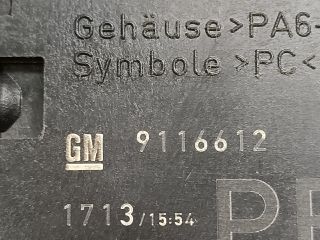 Gehäuse >PA6-
Symbole >PC<
GM 9116612
1713/15:54